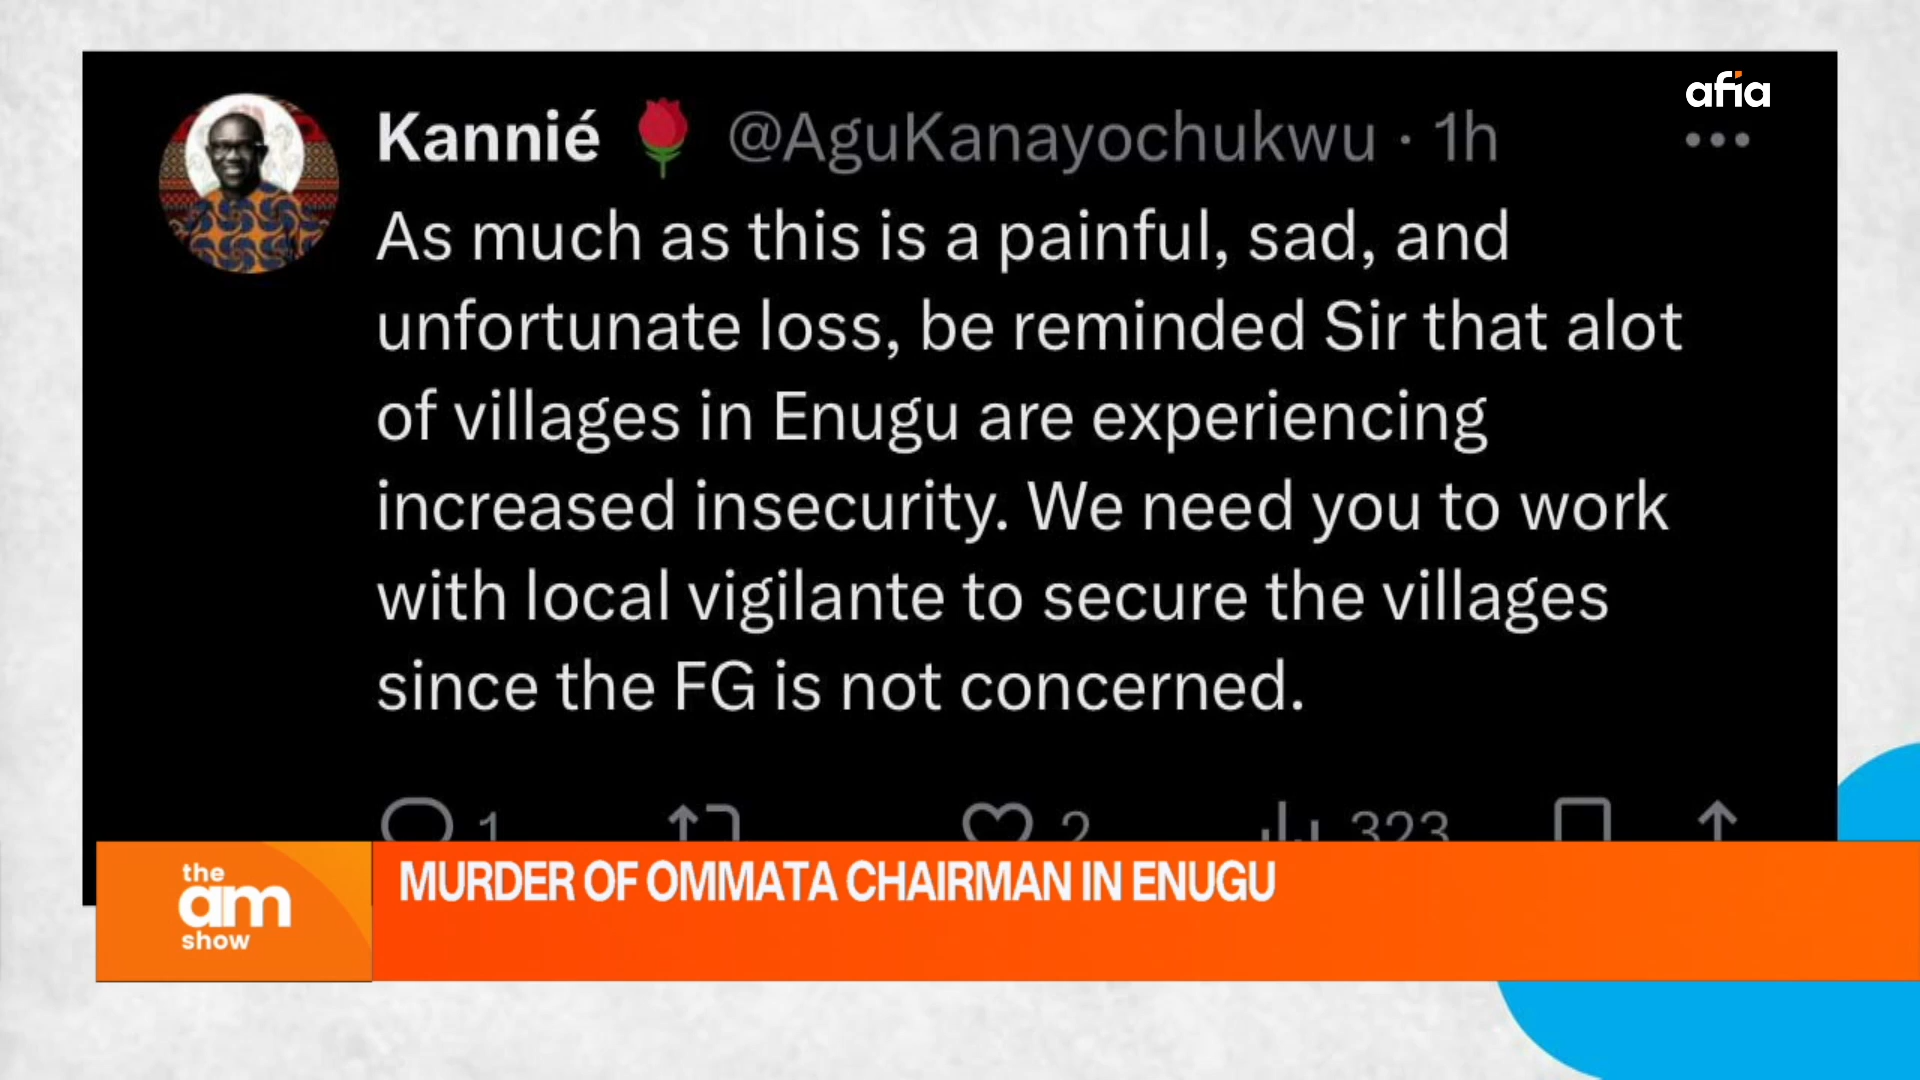 afia
Kannié 🌹 @AguKanayochukwu · 1h
As much as this is a painful, sad, and
unfortunate loss, be reminded Sir that alot
of villages in Enugu are experiencing
increased insecurity. We need you to work
with local vigilante to secure the villages
since the FG is not concerned.
1 2 323
the
am
show
MURDER OF OMMATA CHAIRMAN IN ENUGU